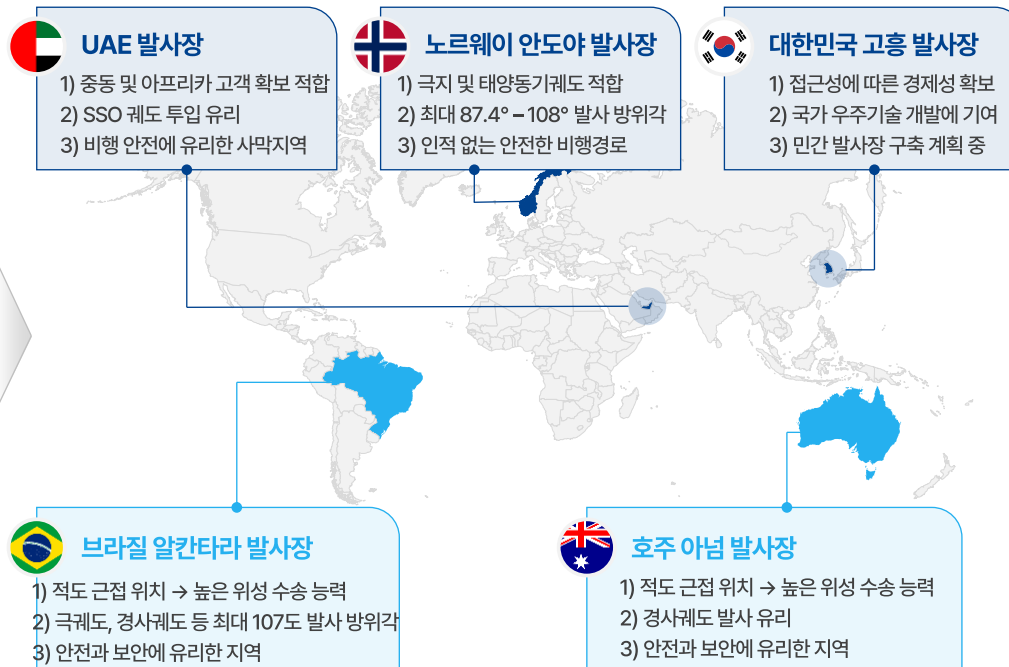 UAE 발사장
1) 중동 및 아프리카 고객 확보 적합
2) SSO 궤도 투입 유리
3) 비행 안전에 유리한 사막지역
노르웨이 안도야 발사장
1) 극지 및 태양동기궤도 적합
2) 최대 87.4° – 108° 발사 방위각
3) 인적 없는 안전한 비행경로
대한민국 고흥 발사장
1) 접근성에 따른 경제성 확보
2) 국가 우주기술 개발에 기여
3) 민간 발사장 구축 계획 중
브라질 알칸타라 발사장
1) 적도 근접 위치 → 높은 위성 수송 능력
2) 극궤도, 경사궤도 등 최대 107도 발사 방위각
3) 안전과 보안에 유리한 지역
호주 아넘 발사장
1) 적도 근접 위치 → 높은 위성 수송 능력
2) 경사궤도 발사 유리
3) 안전과 보안에 유리한 지역